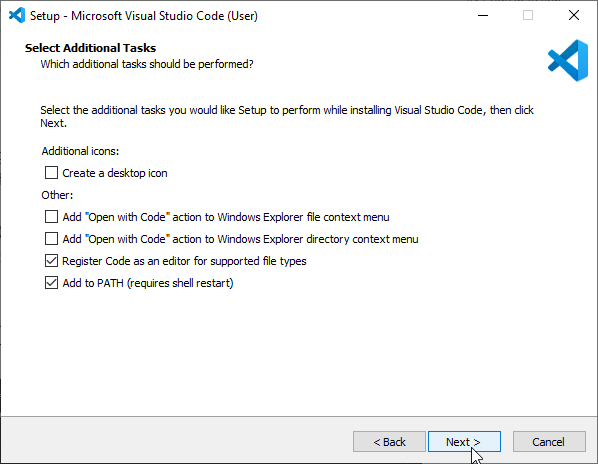 Setup - Microsoft Visual Studio Code (User)
Select Additional Tasks
Which additional tasks should be performed?
Select the additional tasks you would like Setup to perform while installing Visual Studio Code, then click
Next.
Additional icons:
Create a desktop icon
Other:
Add "Open with Code" action to Windows Explorer file context menu
Add "Open with Code" action to Windows Explorer directory context menu
Register Code as an editor for supported file types
Add to PATH (requires shell restart)
< Back
Next >
Cancel